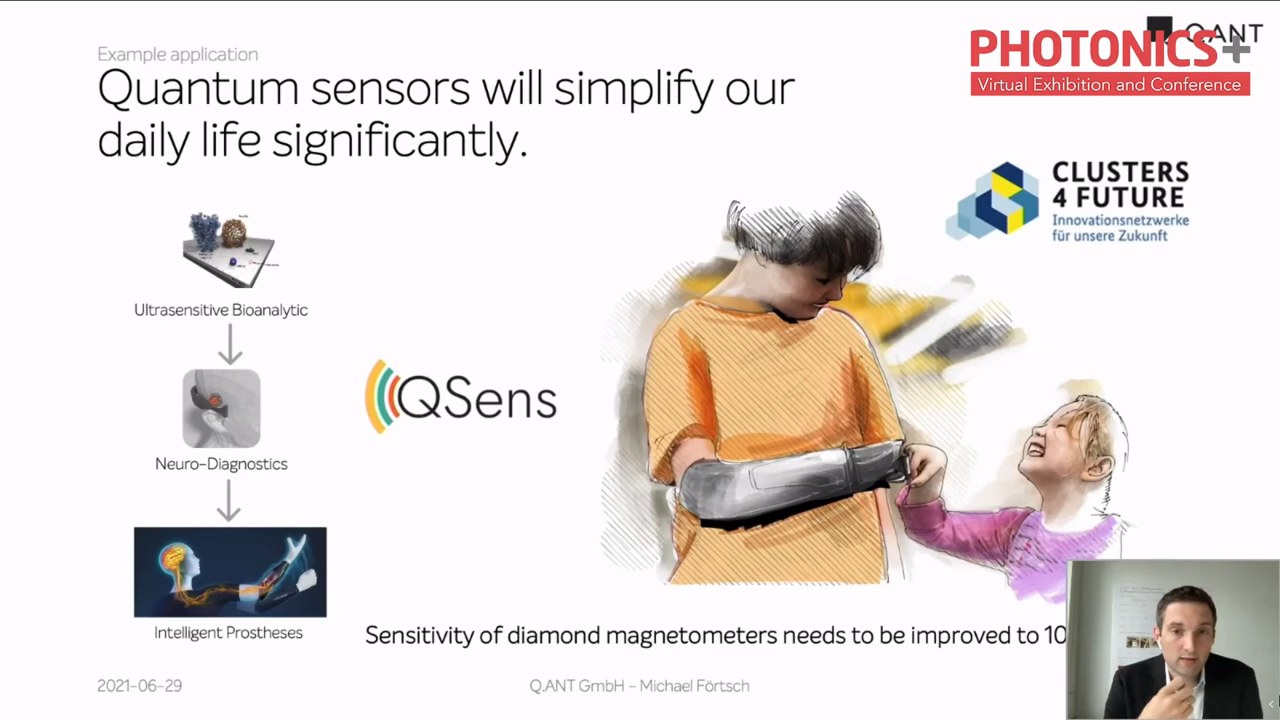 Example application
Quantum sensors will simplify our
daily life significantly.
Q.ANT
PHOTONICS+
Virtual Exhibition and Conference
CLUSTERS
4 FUTURE
Innovationsnetzwerke
für unsere Zukunft
Ultrasensitive Bioanalytic
Neuro-Diagnostics
Intelligent Prostheses
QSens
Sensitivity of diamond magnetometers needs to be improved to 10
2021-06-29
Q.ANT GmbH - Michael Förtsch